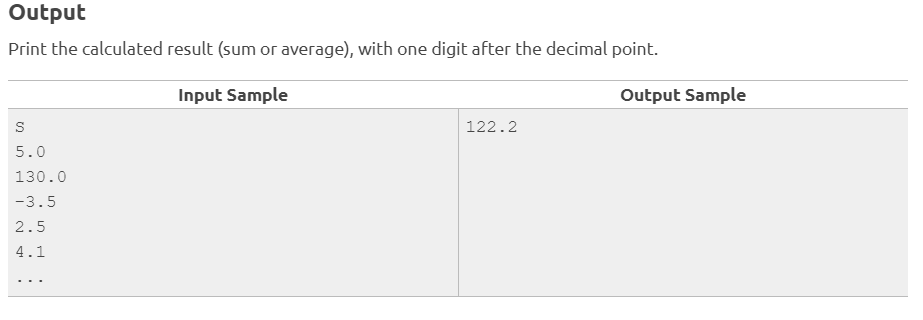 Output
Print the calculated result (sum or average), with one digit after the decimal point.
Input Sample
Output Sample
S
122.2
5.0
130.0
-3.5
2.5
4.1
...